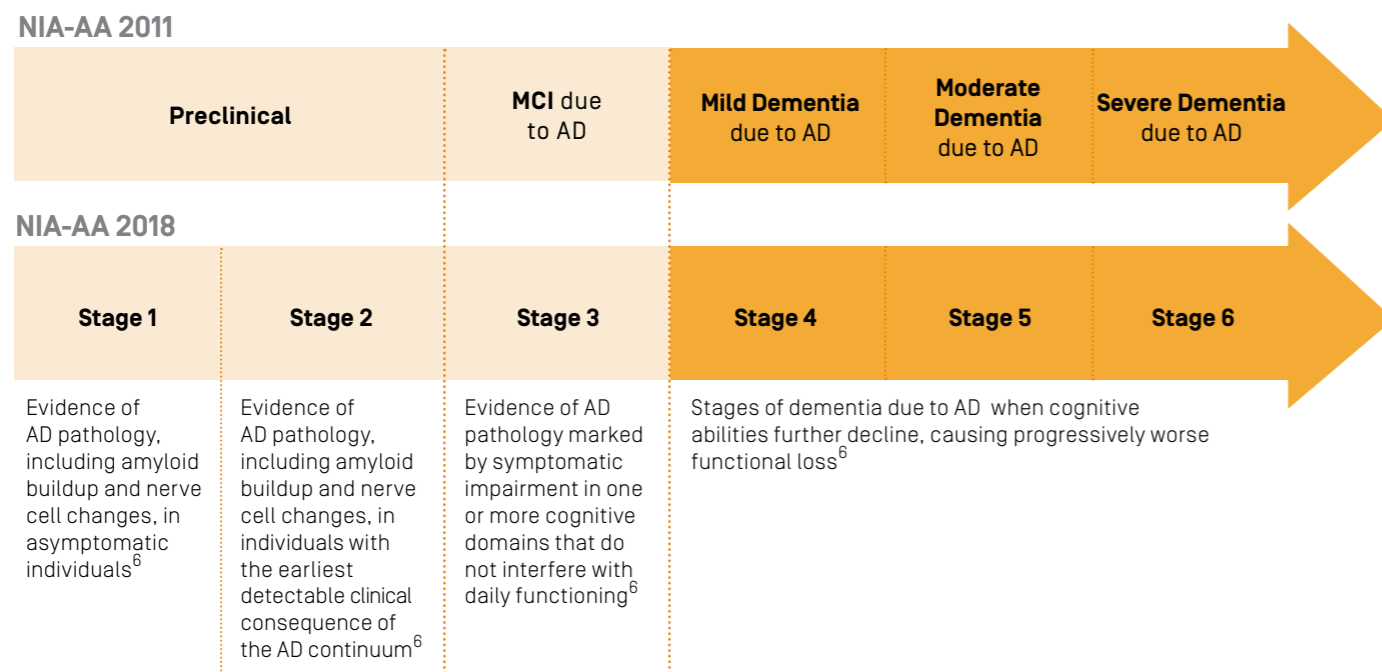 NIA-AA 2011
Preclinical
MCI due
to AD
Mild Dementia
due to AD
Moderate
Dementia
due to AD
Severe Dementia
due to AD
NIA-AA 2018
Stage 1
Stage 2
Stage 3
Stage 4
Stage 5
Stage 6
Evidence of
AD pathology,
including amyloid
buildup and nerve
cell changes, in
asymptomatic
individuals6
Evidence of
AD pathology,
including amyloid
buildup and nerve
cell changes, in
individuals with
the earliest
detectable clinical
consequence of
the AD continuum6
Evidence of AD
pathology marked
by symptomatic
impairment in one
or more cognitive
domains that do
not interfere with
daily functioning6
Stages of dementia due to AD when cognitive
abilities further decline, causing progressively worse
functional loss6